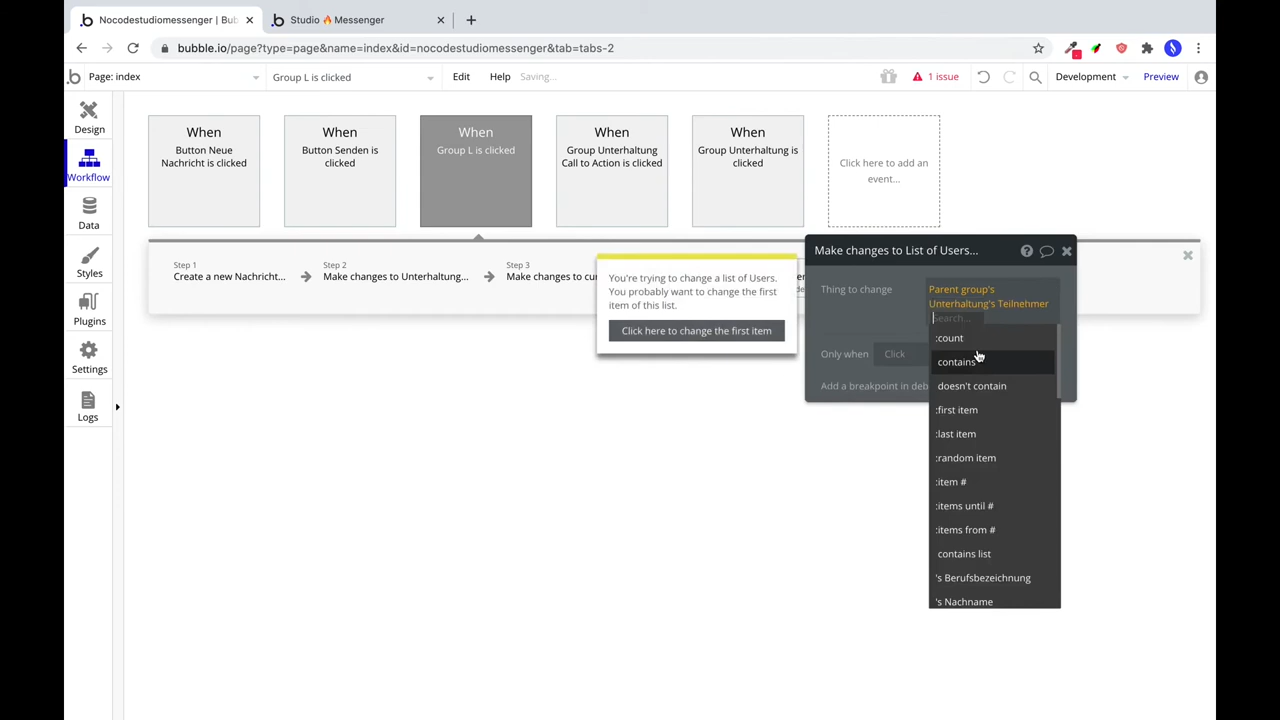 Nocodestudiomessenger | Bub
Studio 🔥 Messenger
bubble.io/page?type=page&name=index&id=nocodestudiomessenger&tab=tabs-2
Page: index
Group L is clicked
Edit
Help
Saving...
1 issue
Development
Preview
Design
Workflow
Data
Styles
Plugins
Settings
Logs
When
Button Neue
Nachricht is clicked
When
Button Senden is
clicked
When
Group L is clicked
When
Group Unterhaltung
Call to Action is clicked
When
Group Unterhaltung is
clicked
Click here to add an
event...
Step 1
Create a new Nachricht...
Step 2
Make changes to Unterhaltung...
Step 3
Make changes to cu
You're trying to change a list of Users.
You probably want to change the first
item of this list.
Click here to change the first item
Make changes to List of Users...
Thing to change
Parent group's
Unterhaltung's Teilnehmer
Search...
Only when
Click
Add a breakpoint in deb
:count
contains
doesn't contain
:first item
:last item
:random item
:item #
:items until #
:items from #
contains list
's Berufsbezeichnung
's Nachname